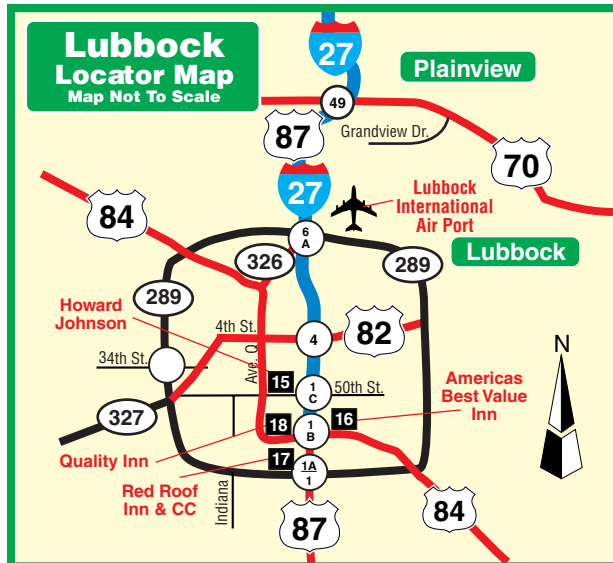 Lubbock
Locator Map
Map Not To Scale
27
Plainview
49
87
Grandview Dr.
70
27
84
Lubbock
International
Air Port
6
A
326
289
Lubbock
289
Howard
Johnson
4th St.
Ave. Q
4
82
N
34th St.
15
1
C
50th St.
Americas
Best Value
Inn
327
18
1
B
16
Quality Inn
17
1A
1
Red Roof
Inn & CC
Indiana
87
84